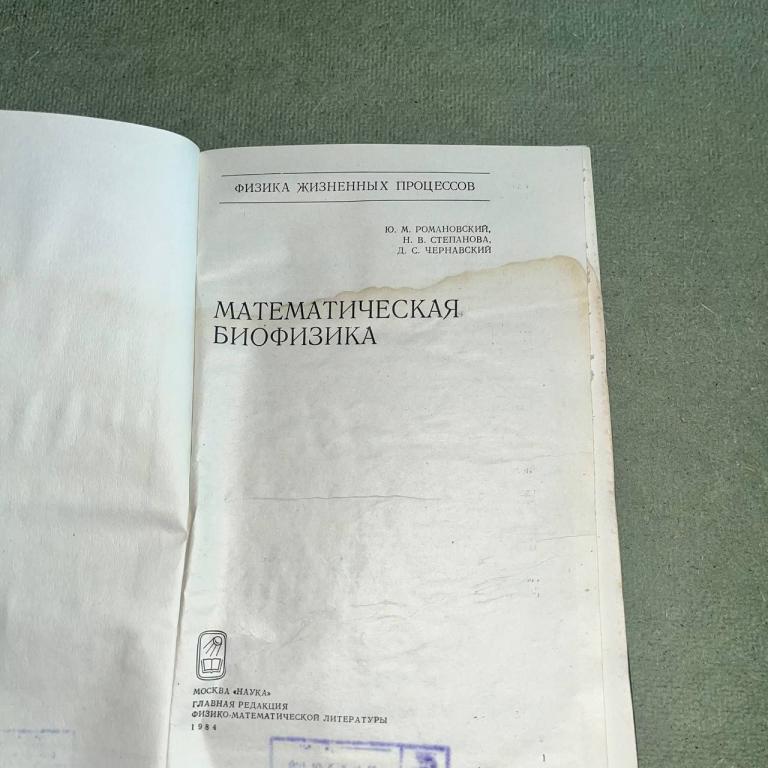 ФИЗИКА ЖИЗНЕННЫХ ПРОЦЕССОВ
Ю. М. РОМАНОВСКИЙ,
Н. В. СТЕПАНОВА,
Д. С. ЧЕРНАВСКИЙ
МАТЕМАТИЧЕСКАЯ
БИОФИЗИКА
МОСКВА «НАУКА»
ГЛАВНАЯ РЕДАКЦИЯ
ФИЗИКО-МАТЕМАТИЧЕСКОЙ ЛИТЕРАТУРЫ
1984
1